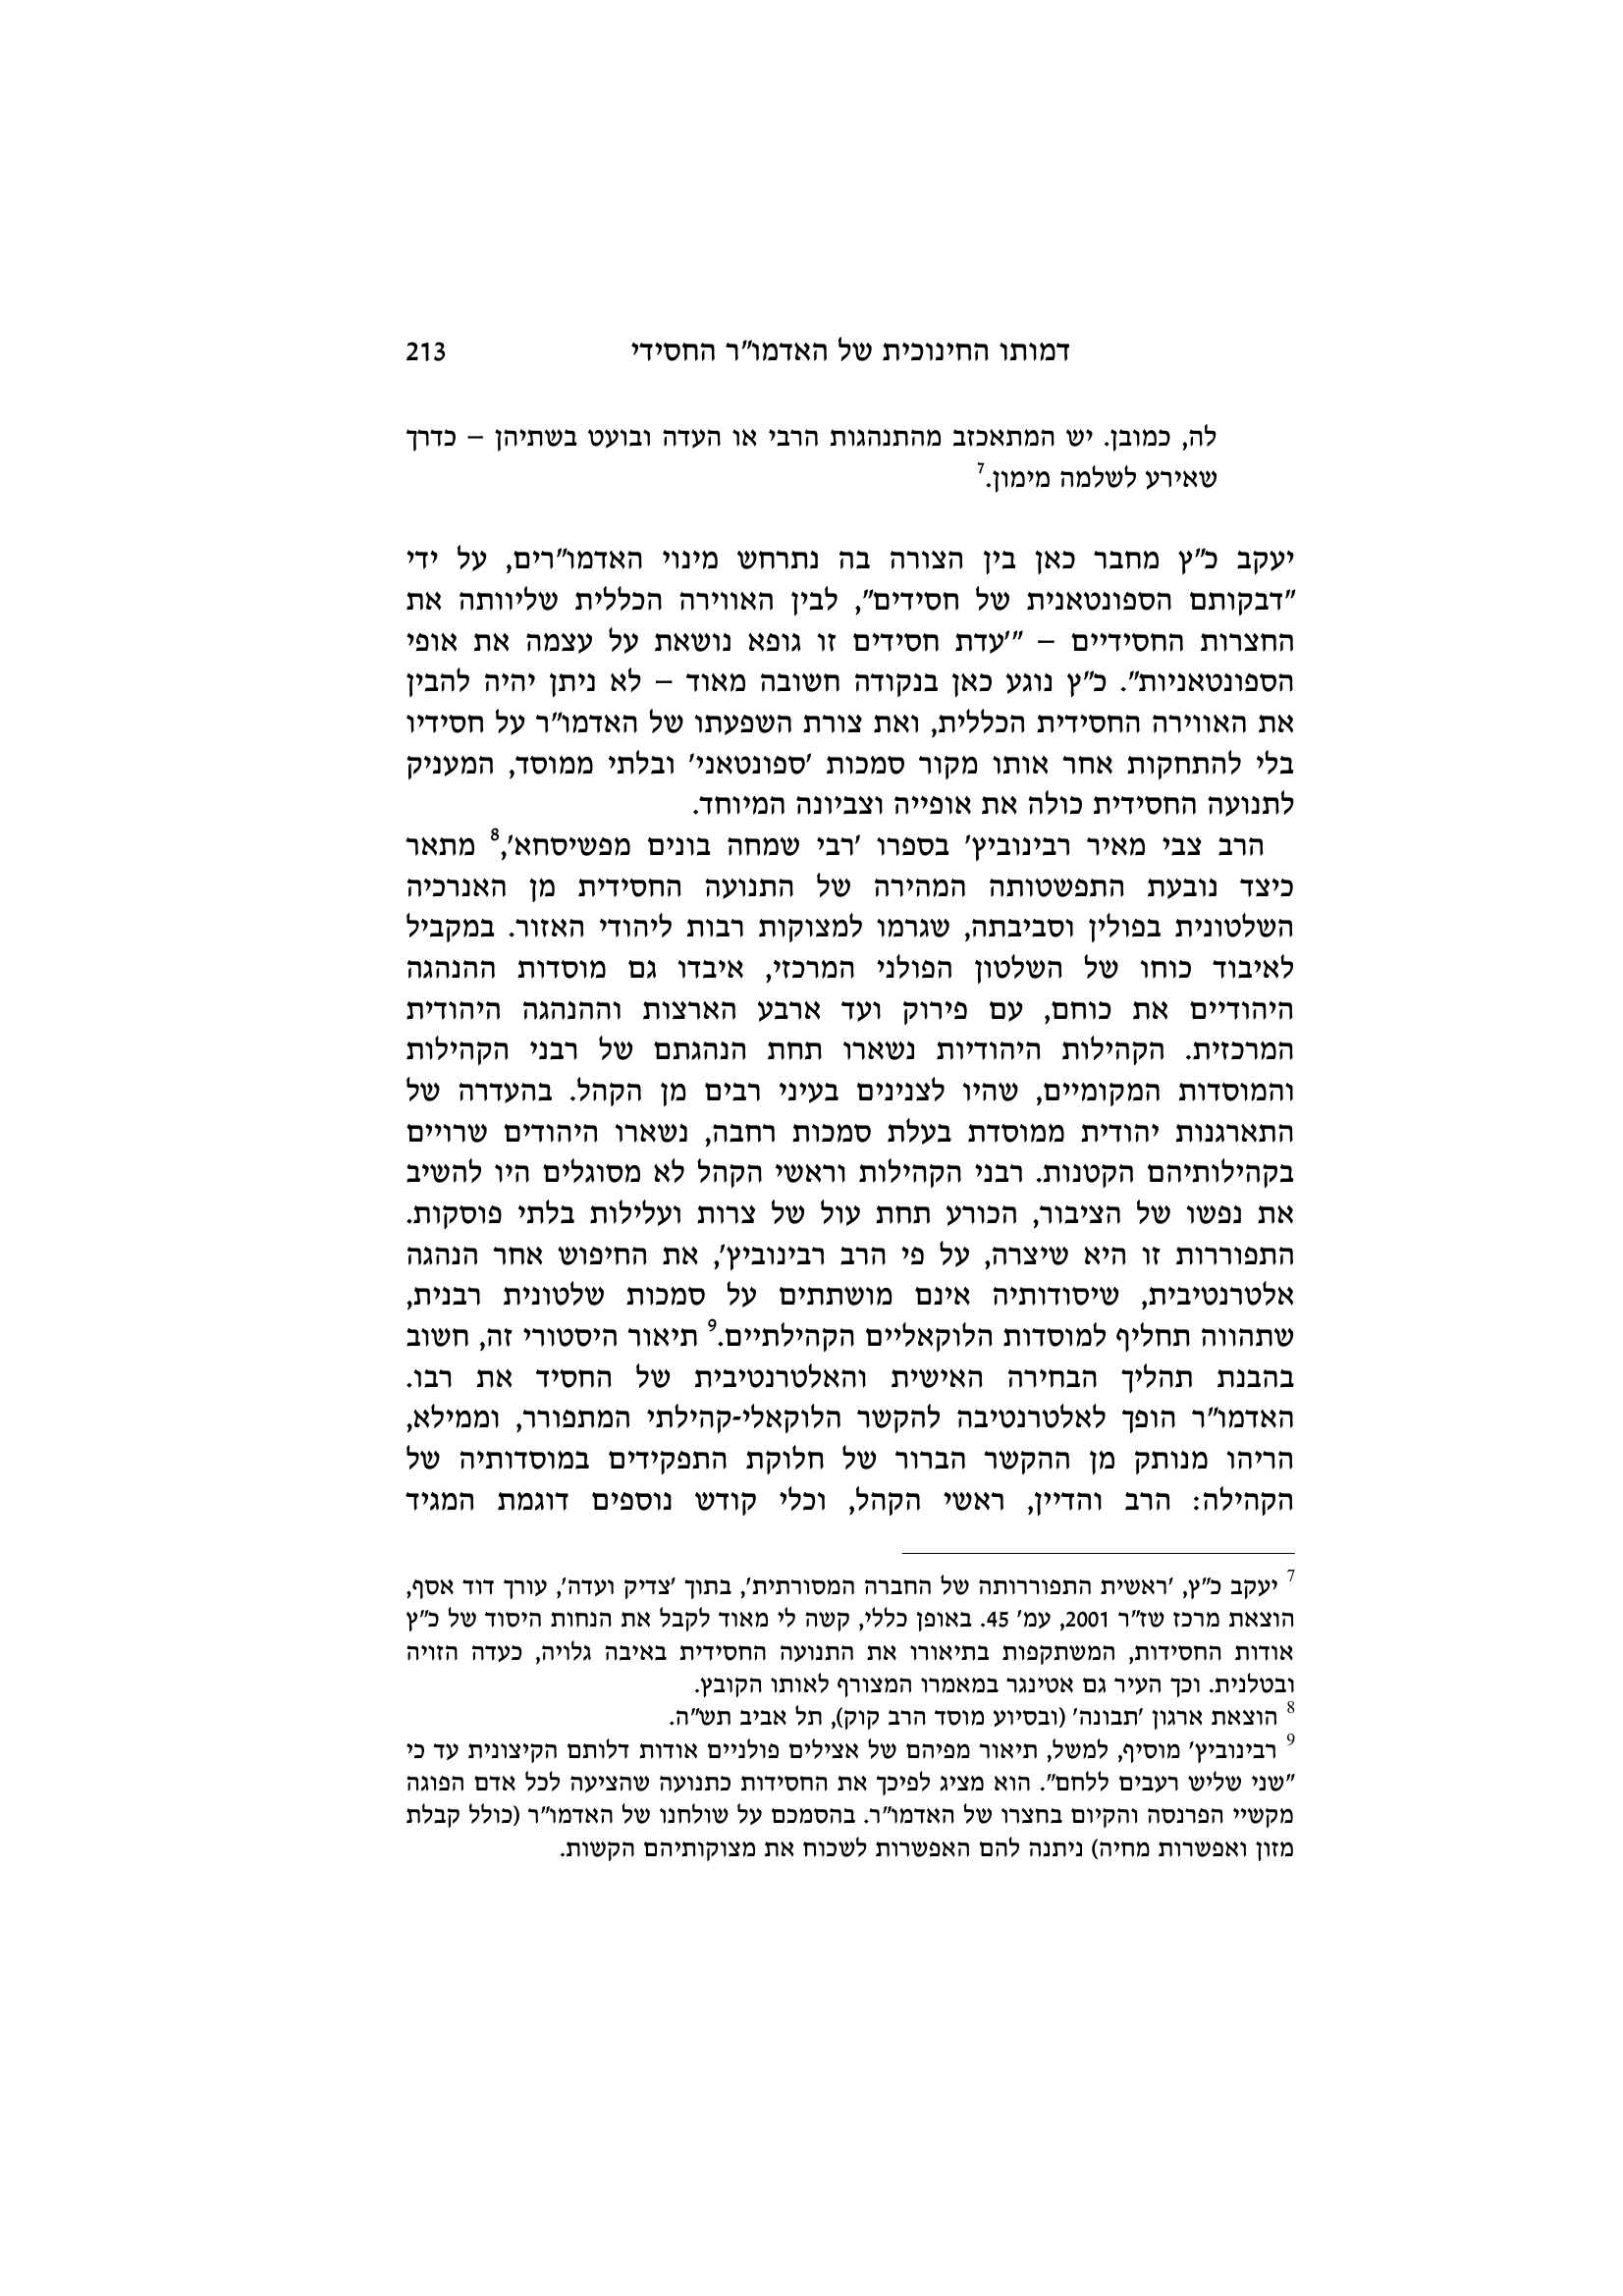 דמותו החינוכית של האדמו"ר החסידי 213
לה, כמובן. יש המתאכזב מהתנהגות הרבי או העדה ובועט בשתיהן – כדרך
שאירע לשלמה מימון.7
יעקב כ"ץ מחבר כאן בין הצורה בה נתרחש מינוי האדמו"רים, על ידי
"דבקותם הספונטאנית של חסידים", לבין האווירה הכללית שליוותה את
החצרות החסידיים – "'עדת חסידים זו גופא נושאת על עצמה את אופי
הספונטאניות". כ"ץ נוגע כאן בנקודה חשובה מאוד – לא ניתן יהיה להבין
את האווירה החסידית הכללית, ואת צורת השפעתו של האדמו"ר על חסידיו
בלי להתחקות אחר אותו מקור סמכות 'ספונטאני' ובלתי ממוסד, המעניק
לתנועה החסידית כולה את אופייה וצביונה המיוחד.
הרב צבי מאיר רבינוביץ' בספרו 'רבי שמחה בונים מפשיסחא',8 מתאר
כיצד נובעת התפשטותה המהירה של התנועה החסידית מן האנרכיה
השלטונית בפולין וסביבתה, שגרמו למצוקות רבות ליהודי האזור. במקביל
לאיבוד כוחו של השלטון הפולני המרכזי, איבדו גם מוסדות ההנהגה
היהודיים את כוחם, עם פירוק ועד ארבע הארצות וההנהגה היהודית
המרכזית. הקהילות היהודיות נשארו תחת הנהגתם של רבני הקהילות
והמוסדות המקומיים, שהיו לצנינים בעיני רבים מן הקהל. בהעדרה של
התארגנות יהודית ממוסדת בעלת סמכות רחבה, נשארו היהודים שרויים
בקהילותיהם הקטנות. רבני הקהילות וראשי הקהל לא מסוגלים היו להשיב
את נפשו של הציבור, הכורע תחת עול של צרות ועלילות בלתי פוסקות.
התפוררות זו היא שיצרה, על פי הרב רבינוביץ', את החיפוש אחר הנהגה
אלטרנטיבית, שיסודותיה אינם מושתתים על סמכות שלטונית רבנית,
שתהווה תחליף למוסדות הלוקאליים הקהילתיים.9 תיאור היסטורי זה, חשוב
בהבנת תהליך הבחירה האישית והאלטרנטיבית של החסיד את רבו.
האדמו"ר הופך לאלטרנטיבה להקשר הלוקאלי-קהילתי המתפורר, וממילא,
הריהו מנותק מן ההקשר הברור של חלוקת התפקידים במוסדותיה של
הקהילה: הרב והדיין, ראשי הקהל, וכלי קודש נוספים דוגמת המגיד
7 יעקב כ"ץ, 'ראשית התפוררותה של החברה המסורתית', בתוך 'צדיק ועדה', עורך דוד אסף,
הוצאת מרכז שז"ר 2001, עמ' 45. באופן כללי, קשה לי מאוד לקבל את הנחות היסוד של כ"ץ
אודות החסידות, המשתקפות בתיאורו את התנועה החסידית באיבה גלויה, כעדה הזויה
ובטלנית. וכך העיר גם אטינגר במאמרו המצורף לאותו הקובץ.
8 הוצאת ארגון 'תבונה' (ובסיוע מוסד הרב קוק), תל אביב תש"ה.
9 רבינוביץ' מוסיף, למשל, תיאור מפיהם של אצילים פולניים אודות דלותם הקיצונית עד כי
"שני שליש רעבים ללחם". הוא מציג לפיכך את החסידות כתנועה שהציעה לכל אדם הפוגה
מקשיי הפרנסה והקיום בחצרו של האדמו"ר. בהסמכם על שולחנו של האדמו"ר (כולל קבלת
מזון ואפשרות מחיה) ניתנה להם האפשרות לשכוח את מצוקותיהם הקשות.